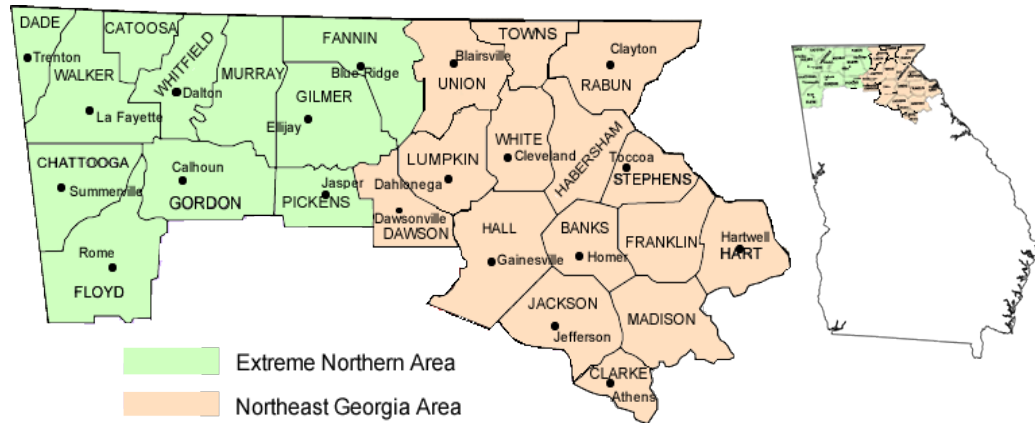 DADE
CATOOSA
FANNIN
TOWNS
Trenton
WALKER
WHITFIELD
MURRAY
Blue Ridge
Blairsville
UNION
Clayton
RABUN
Dalton
La Fayette
GILMER
Ellijay
CHATTOOGA
Summerville
Calhoun
GORDON
Jasper
PICKENS
LUMPKIN
Dahlonega
WHITE
Cleveland
HABERSHAM
Toccoa
STEPHENS
Dawsonville
DAWSON
HALL
Gainesville
BANKS
Homer
FRANKLIN
Hartwell
HART
Rome
FLOYD
JACKSON
Jefferson
MADISON
CLARKE
Athens
Extreme Northern Area
Northeast Georgia Area